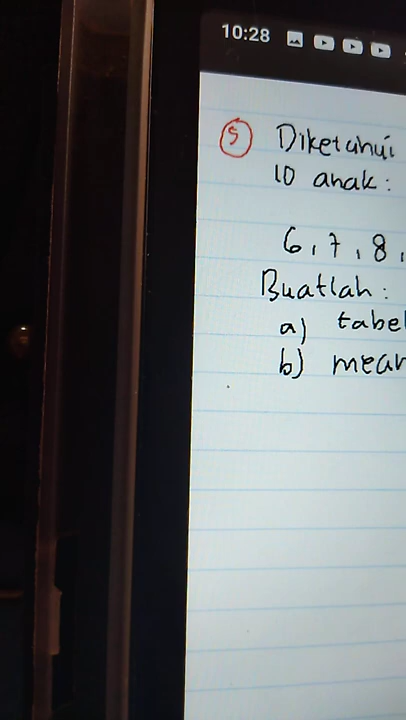 10:28
5 Diketahui
10 anak:
6, 7, 8,
Buatlah:
a) tabel
b) mean